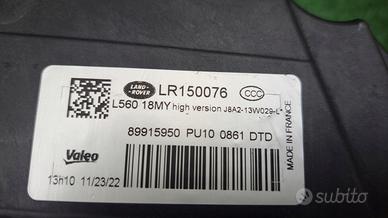 LAND-
ROVER
LR150076
CCC
L560 18MY high version J8A2-13W029-L*
89915950 PU10 0861 DTD
Valeo
13h10 11/23/22
MADE IN FRANCE
subito